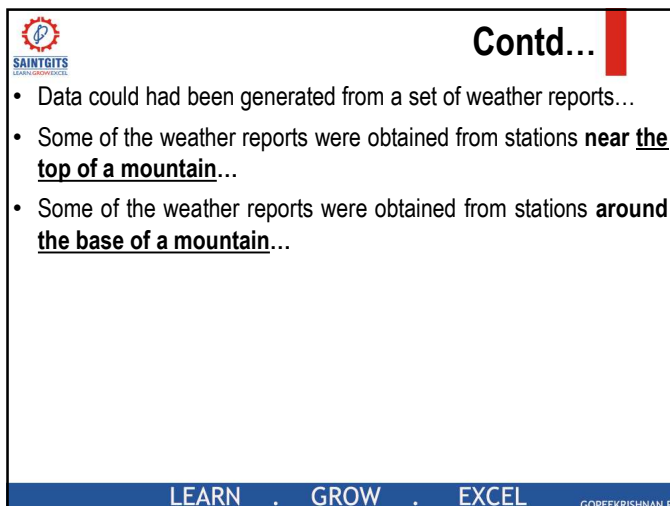 SAINTGITS
LEARN.GROW.EXCEL
Contd...
• Data could had been generated from a set of weather reports...
• Some of the weather reports were obtained from stations near the
top of a mountain...
• Some of the weather reports were obtained from stations around
the base of a mountain...
LEARN . GROW . EXCEL